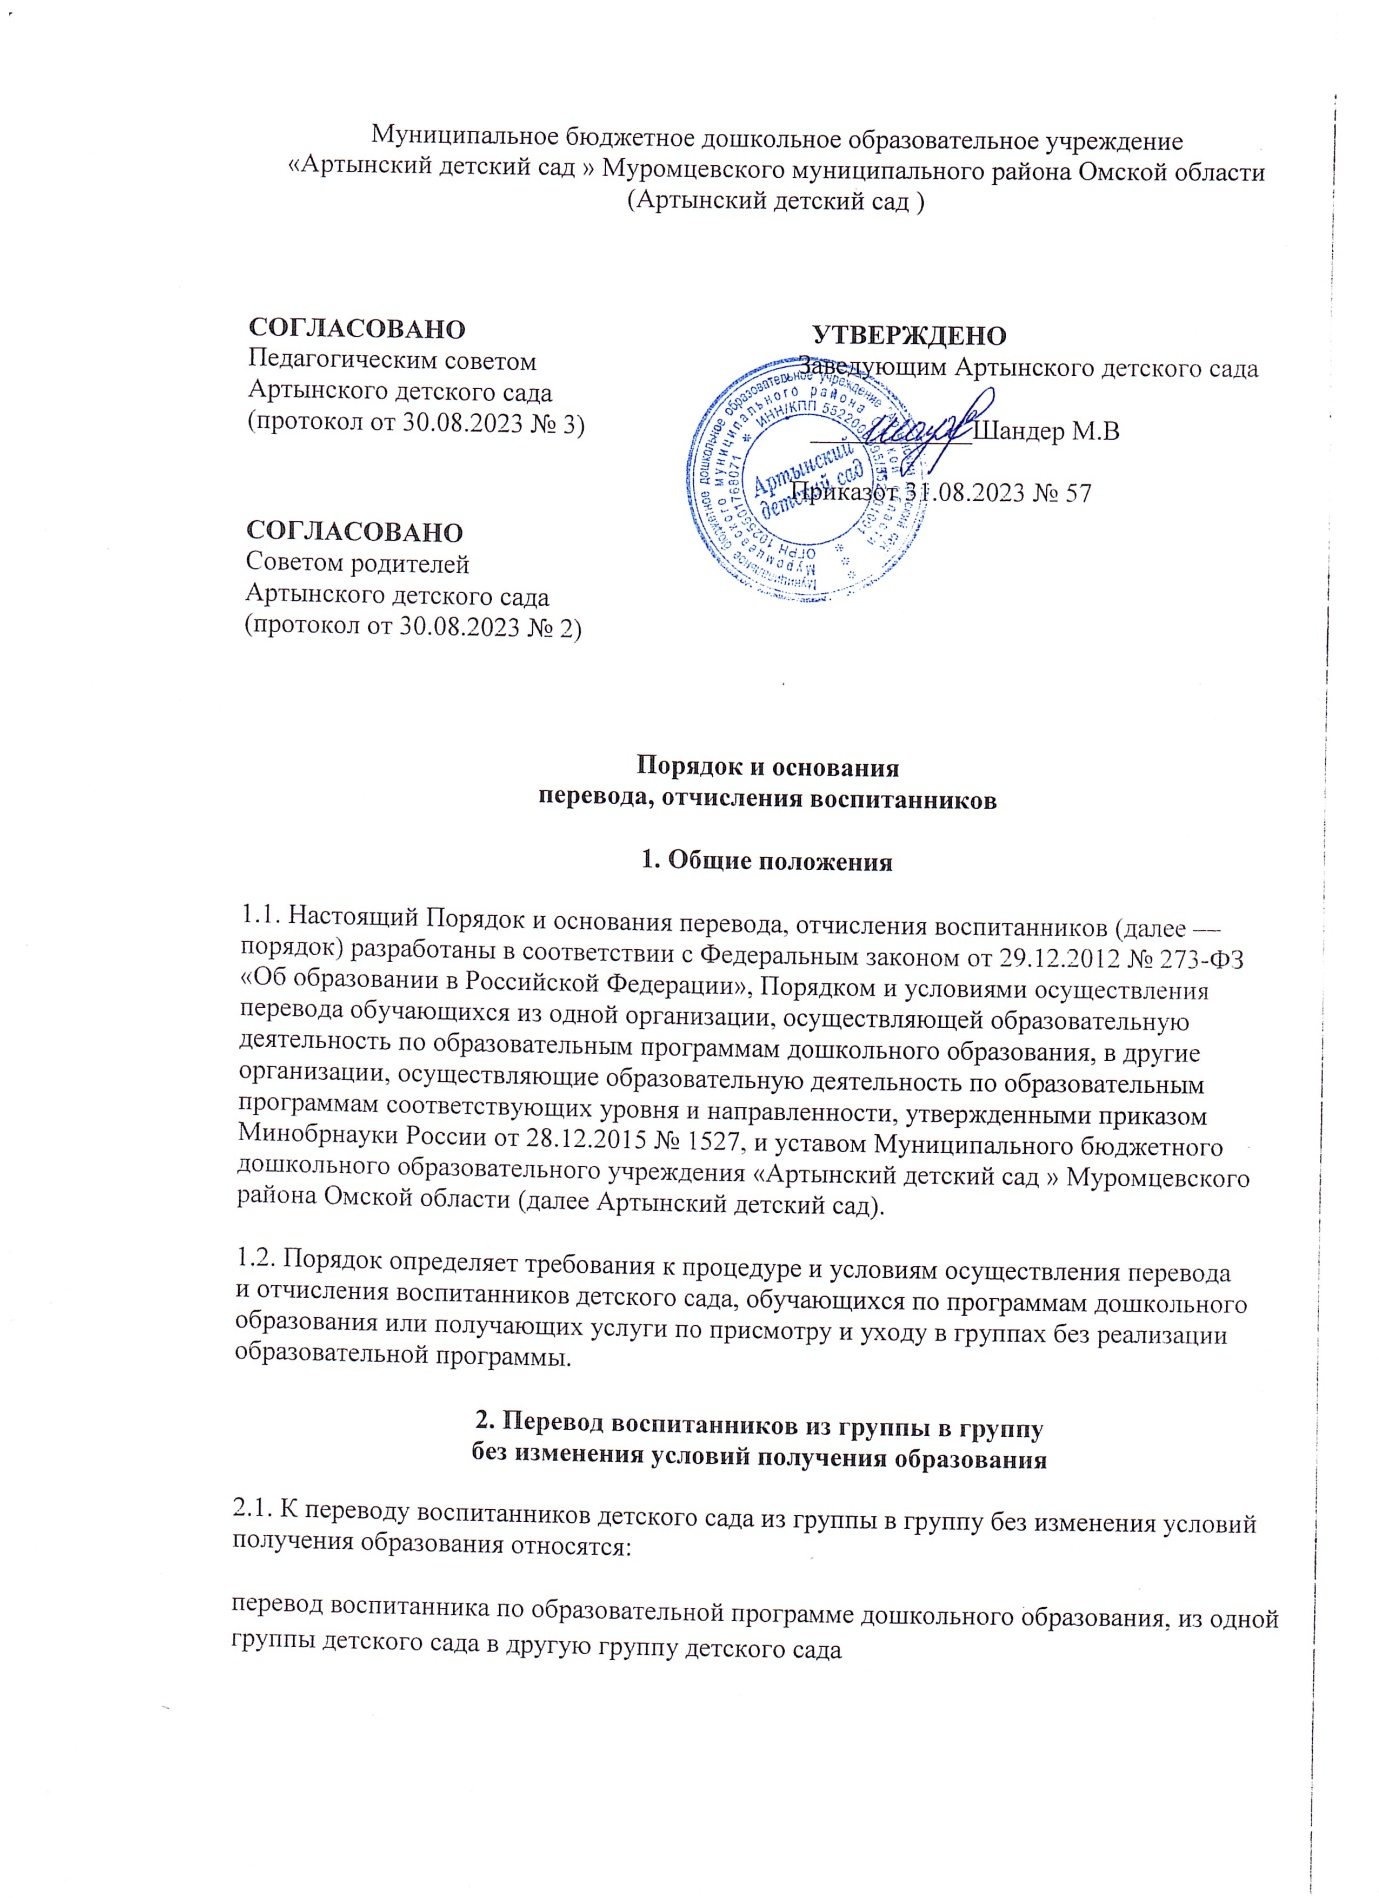 Муниципальное бюджетное дошкольное образовательное учреждение
«Артынский детский сад » Муромцевского муниципального района Омской области
(Артынский детский сад )
СОГЛАСОВАНО
Педагогическим советом
Артынского детского сада
(протокол от 30.08.2023 № 3)
УТВЕРЖДЕНО
Заведующим Артынского детского сада
____________Шандер М.В
Приказот 31.08.2023 № 57
Артынский
детский сад
СОГЛАСОВАНО
Советом родителей
Артынского детского сада
(протокол от 30.08.2023 № 2)
Порядок и основания
перевода, отчисления воспитанников
1. Общие положения
1.1. Настоящий Порядок и основания перевода, отчисления воспитанников (далее —
порядок) разработаны в соответствии с Федеральным законом от 29.12.2012 № 273-ФЗ
«Об образовании в Российской Федерации», Порядком и условиями осуществления
перевода обучающихся из одной организации, осуществляющей образовательную
деятельность по образовательным программам дошкольного образования, в другие
организации, осуществляющие образовательную деятельность по образовательным
программам соответствующих уровня и направленности, утвержденными приказом
Минобрнауки России от 28.12.2015 № 1527, и уставом Муниципального бюджетного
дошкольного образовательного учреждения «Артынский детский сад » Муромцевского
района Омской области (далее Артынский детский сад).
1.2. Порядок определяет требования к процедуре и условиям осуществления перевода
и отчисления воспитанников детского сада, обучающихся по программам дошкольного
образования или получающих услуги по присмотру и уходу в группах без реализации
образовательной программы.
2. Перевод воспитанников из группы в группу
без изменения условий получения образования
2.1. К переводу воспитанников детского сада из группы в группу без изменения условий
получения образования относятся:
перевод воспитанника по образовательной программе дошкольного образования, из одной
группы детского сада в другую группу детского сада